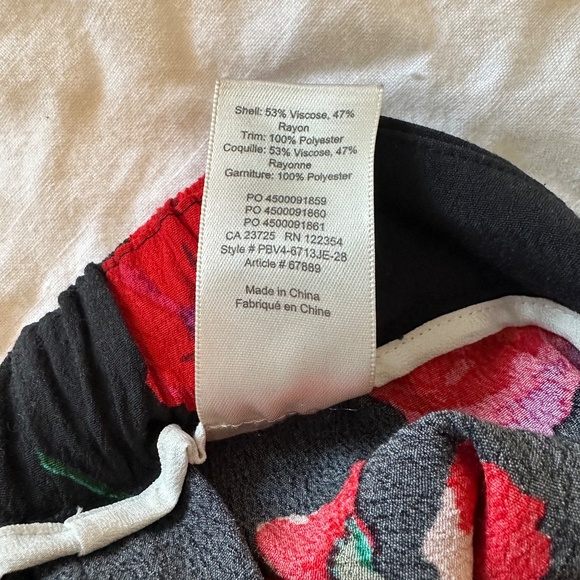 Shell: 53% Viscose, 47%
Rayon
Trim: 100% Polyester
Coquille: 53% Viscose, 47%
Rayonne
Garniture: 100% Polyester
PO 4500091859
PO 4500091860
PO 4500091861
CA 23725 RN 122354
Style # PBV4-6713JE-28
Article # 67889
Made in China
Fabriqué en Chine